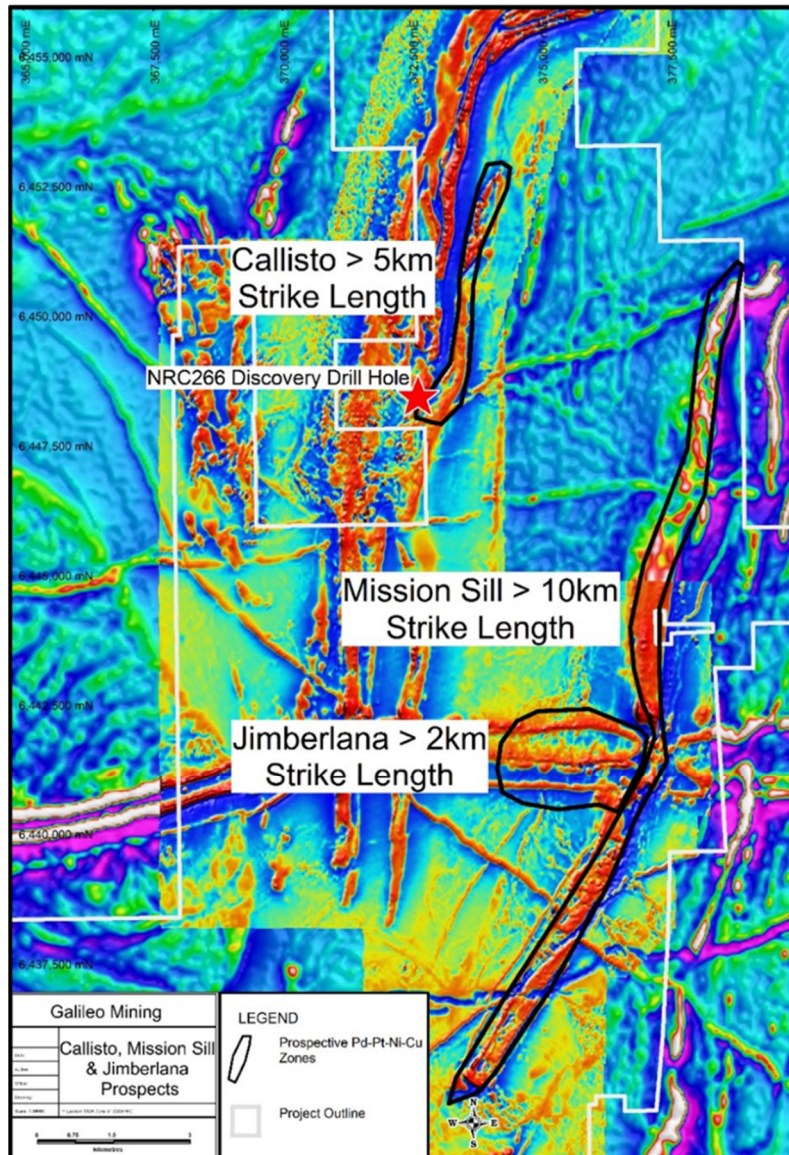 365,000 mE
367,500 mE
370,000 mE
372,500 mE
375,000 mE
377,500 mE
6,455,000 mN
6,452,500 mN
Callisto > 5km
Strike Length
6,450,000 mN
NRC266 Discovery Drill Hole
6,447,500 mN
6,445,000 mN
Mission Sill > 10km
Strike Length
6,442,500 mN
Jimberlana > 2km
Strike Length
6,440,000 mN
6,437,500 mN
Galileo Mining
Callisto, Mission Sill
& Jimberlana
Prospects
LEGEND
Prospective Pd-Pt-Ni-Cu
Zones
Project Outline
0 0.75 1.5 3
kilometres
N
W E
S